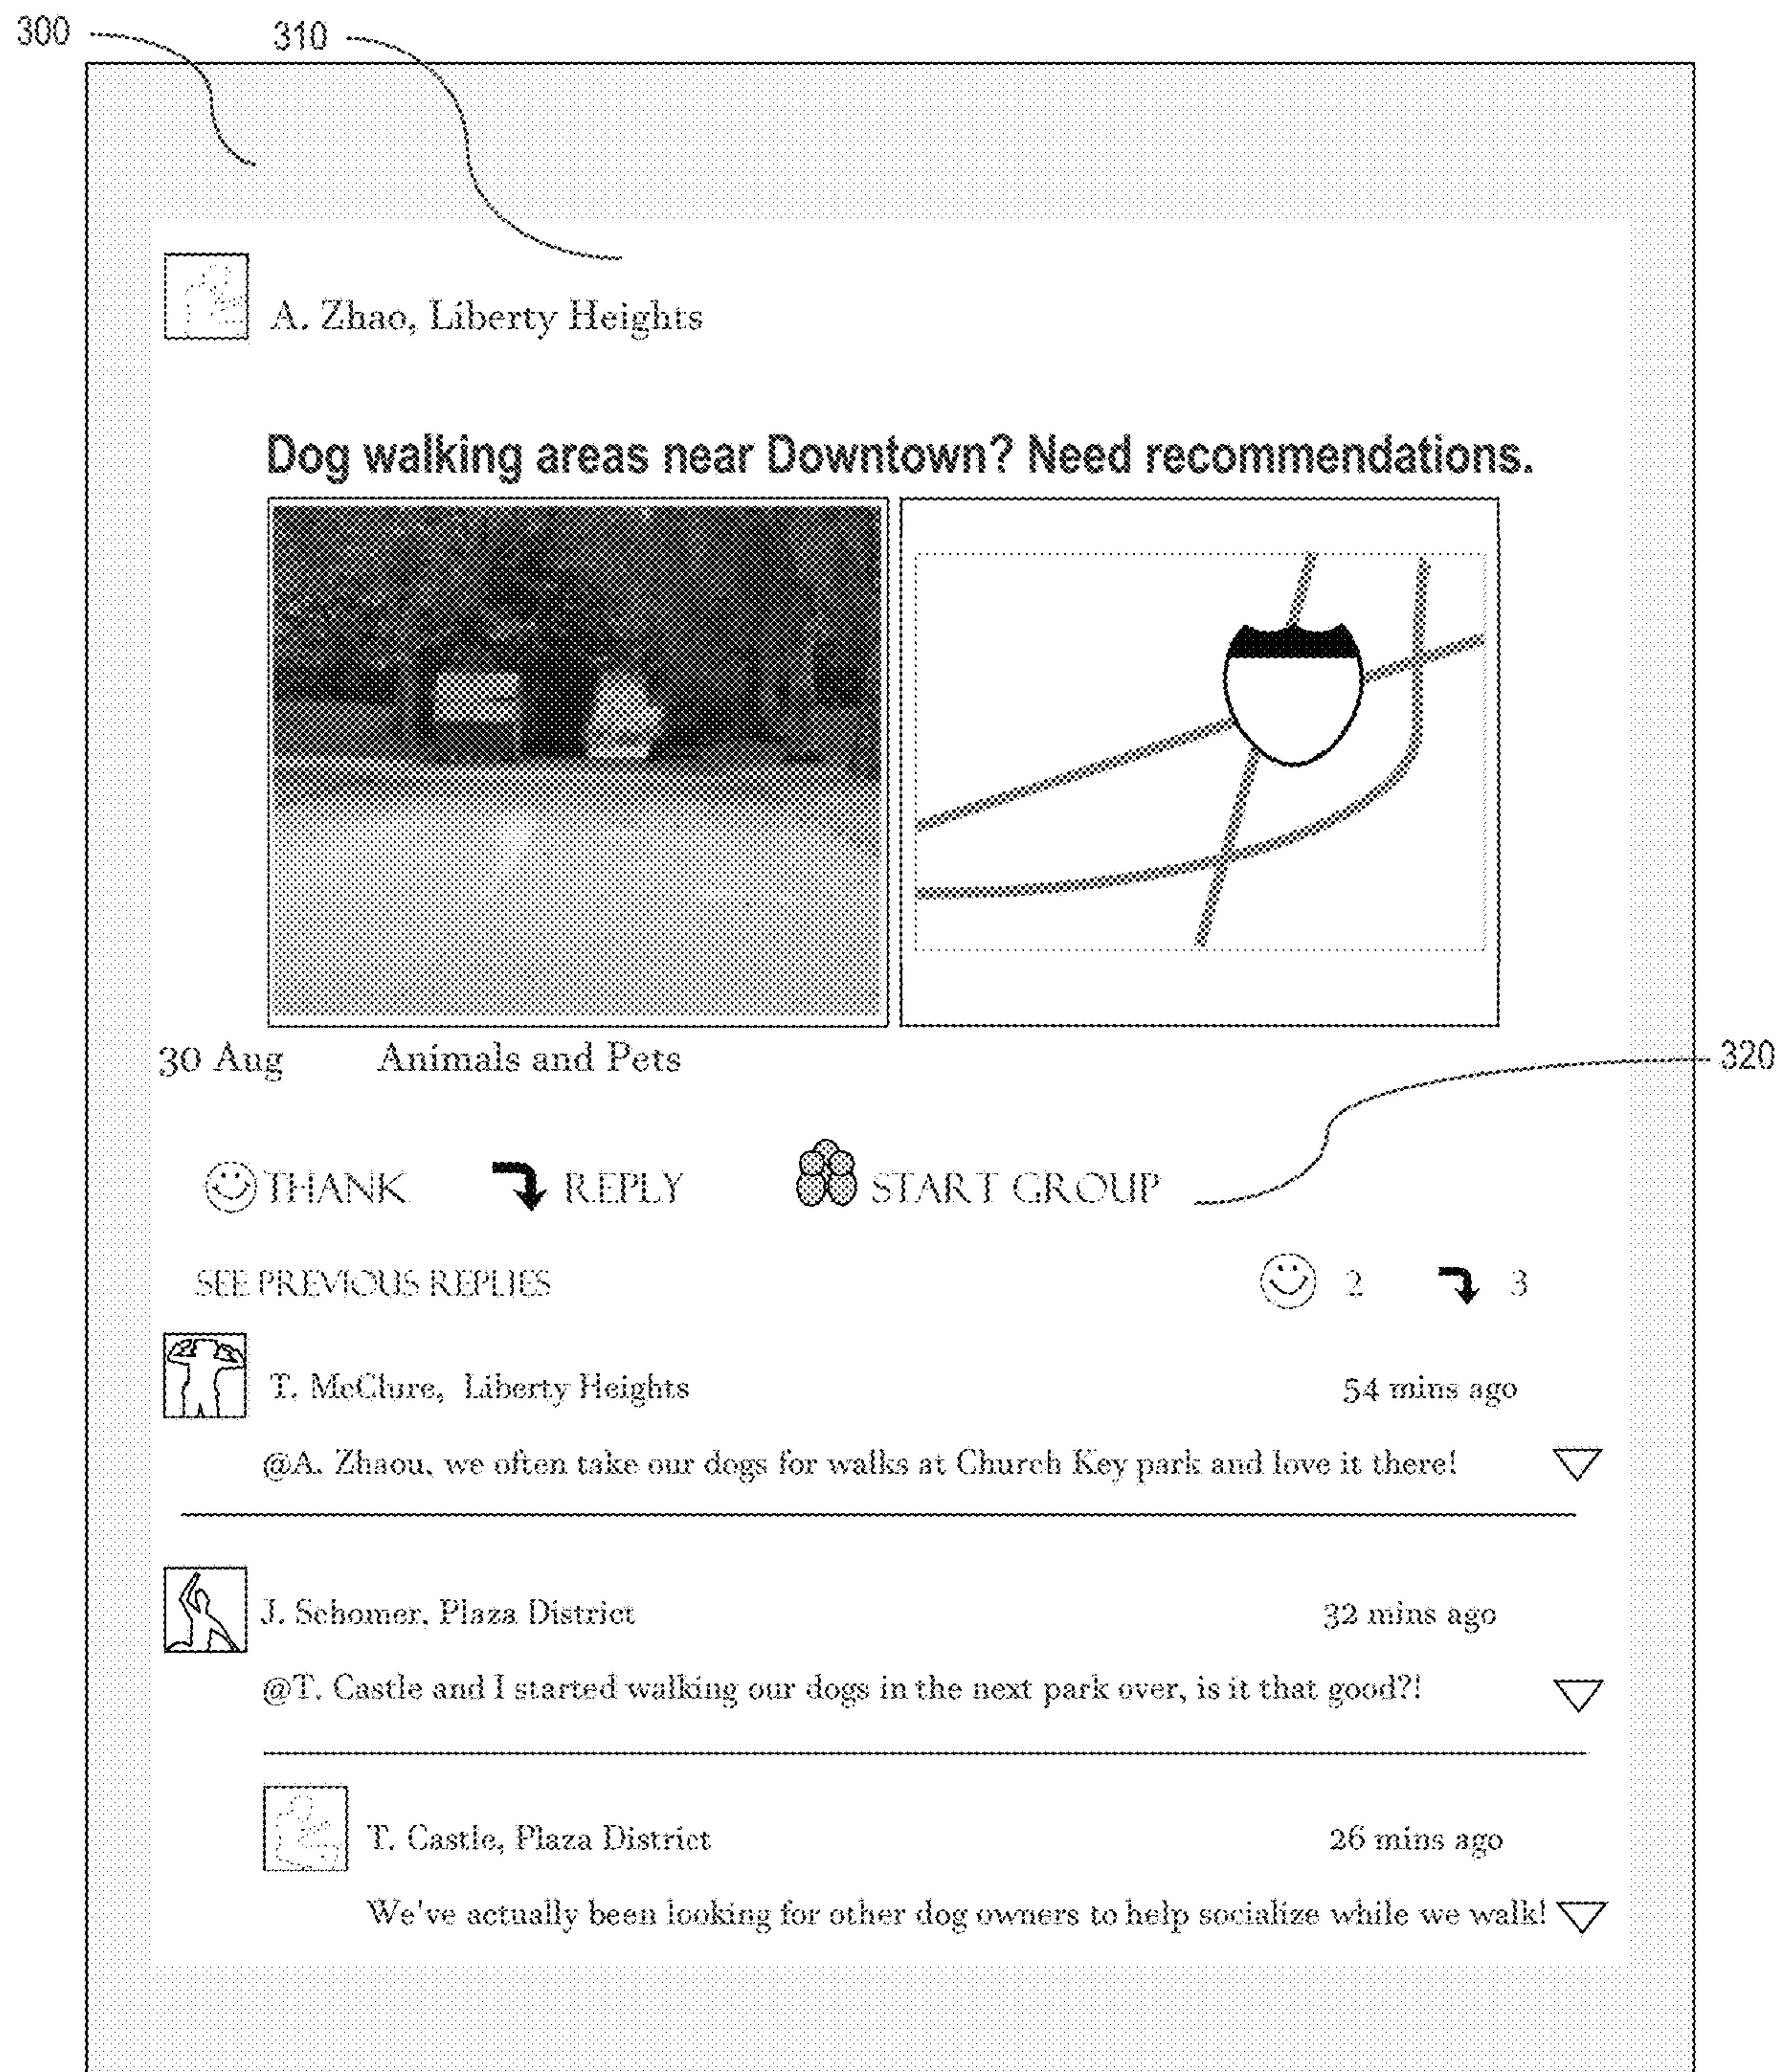 300
310
A. Zhao, Liberty Heights
Dog walking areas near Downtown? Need recommendations.
30 Aug Animals and Pets
320
THANK REPLY START GROUP
SEE PREVIOUS REPLIES 2 3
T. McClure, Liberty Heights 54 mins ago
@A. Zhaou, we often take our dogs for walks at Church Key park and love it there!
J. Schomer, Plaza District 32 mins ago
@T. Castle and I started walking our dogs in the next park over, is it that good?!
T. Castle, Plaza District 26 mins ago
We've actually been looking for other dog owners to help socialize while we walk!